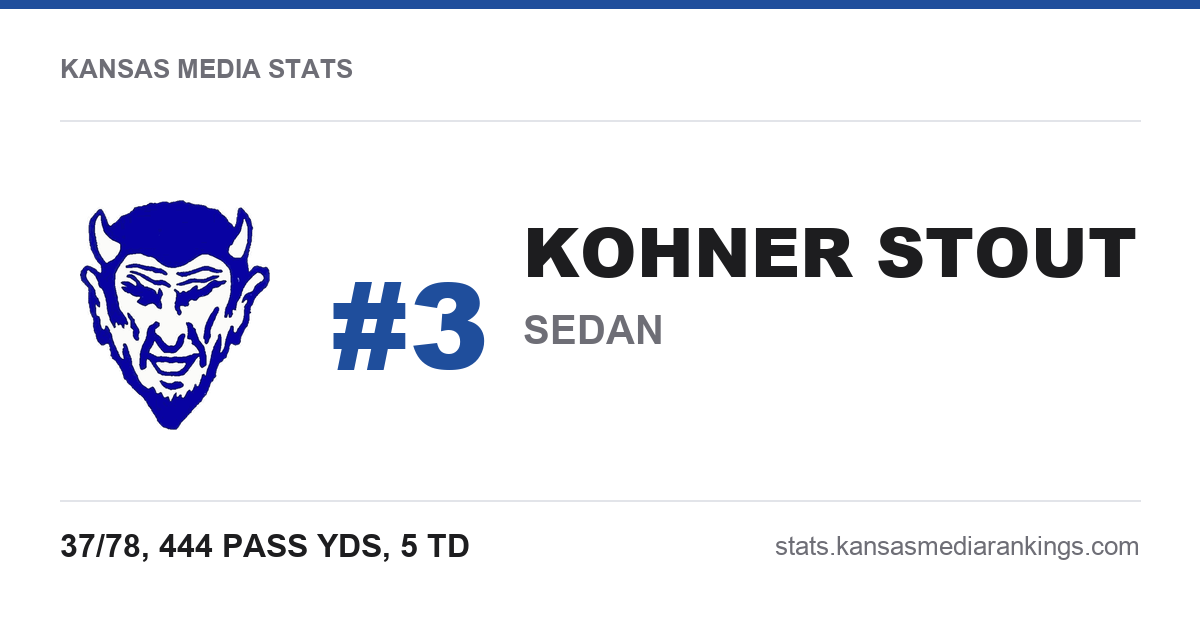 KANSAS MEDIA STATS
#3
KOHNER STOUT
SEDAN
37/78, 444 PASS YDS, 5 TD
stats.kansasmediarankings.com